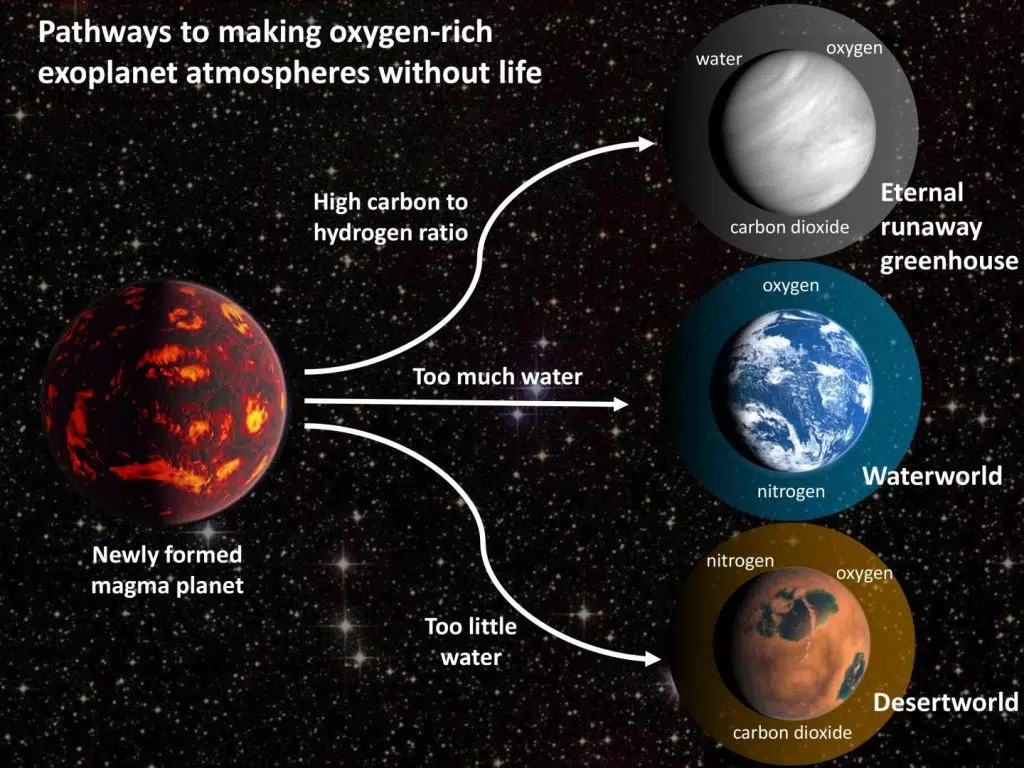 Pathways to making oxygen-rich
exoplanet atmospheres without life
water
oxygen
carbon dioxide
Eternal
runaway
greenhouse
High carbon to
hydrogen ratio
oxygen
nitrogen
Waterworld
Too much water
Newly formed
magma planet
Too little
water
nitrogen
oxygen
carbon dioxide
Desertworld